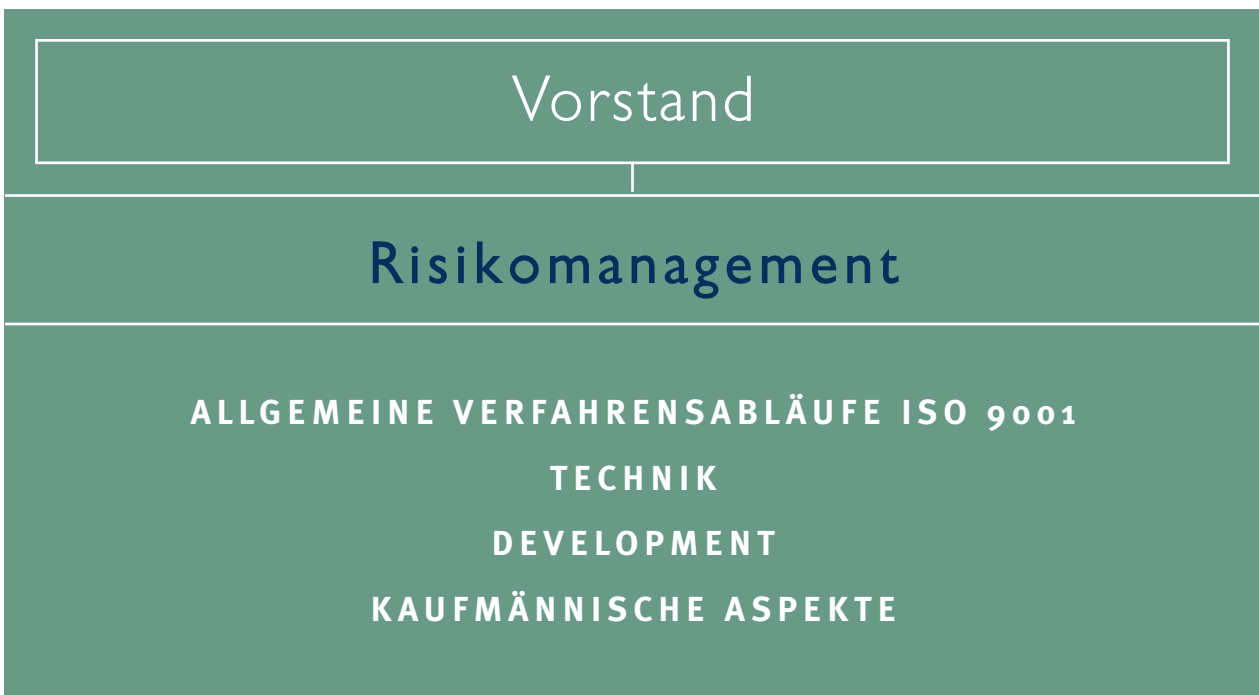 Vorstand
Risikomanagement
ALLGEMEINE VERFAHRENSABLÄUFE ISO 9001
TECHNIK
DEVELOPMENT
KAUFMÄNNISCHE ASPEKTE